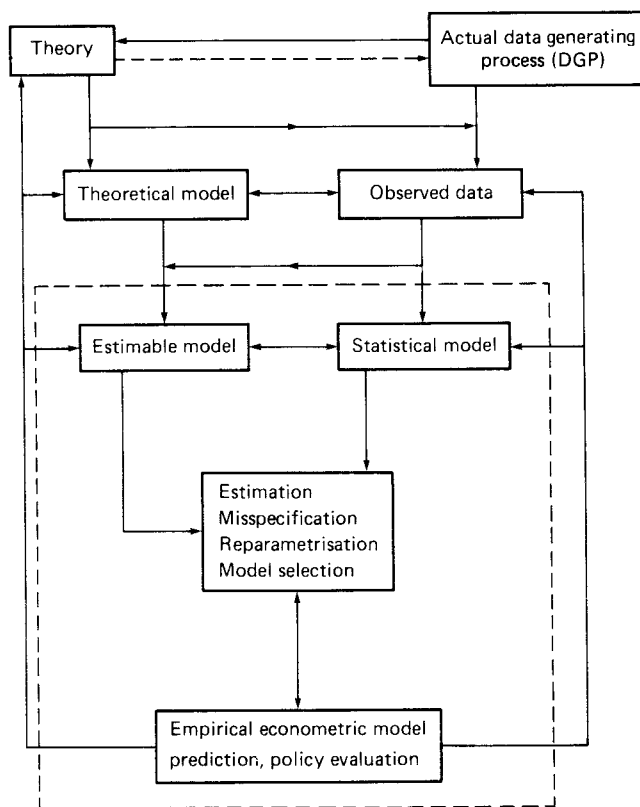 Theory
Actual data generating
process (DGP)
Theoretical model
Observed data
Estimable model
Statistical model
Estimation
Misspecification
Reparametrisation
Model selection
Empirical econometric model
prediction, policy evaluation